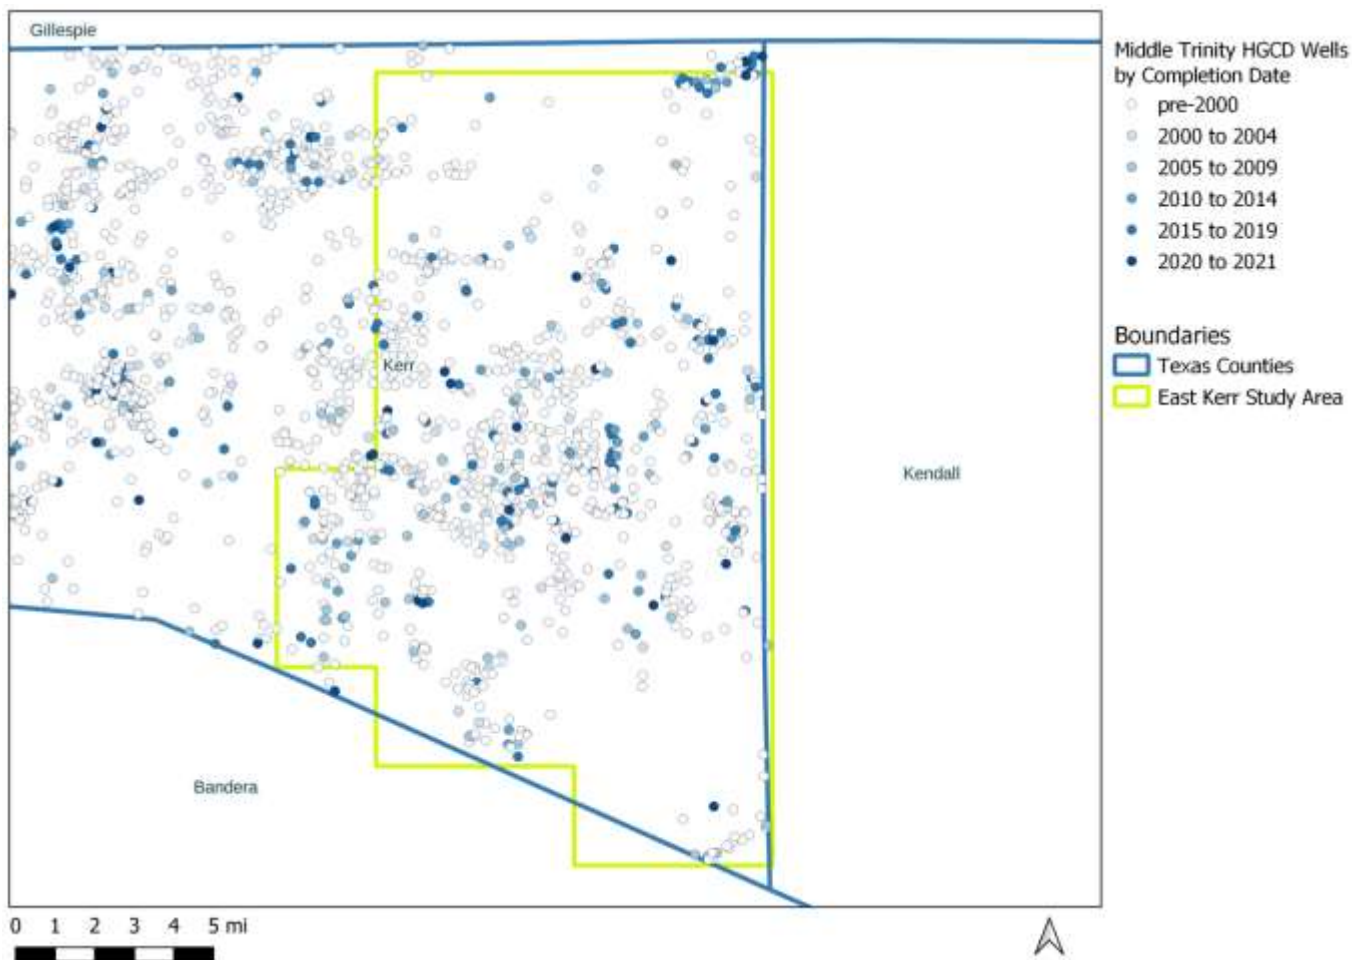 Gillespie
Middle Trinity HGCD Wells
by Completion Date
pre-2000
2000 to 2004
2005 to 2009
2010 to 2014
2015 to 2019
2020 to 2021
Boundaries
Texas Counties
East Kerr Study Area
Kerr
Kendall
Bandera
0 1 2 3 4 5 mi